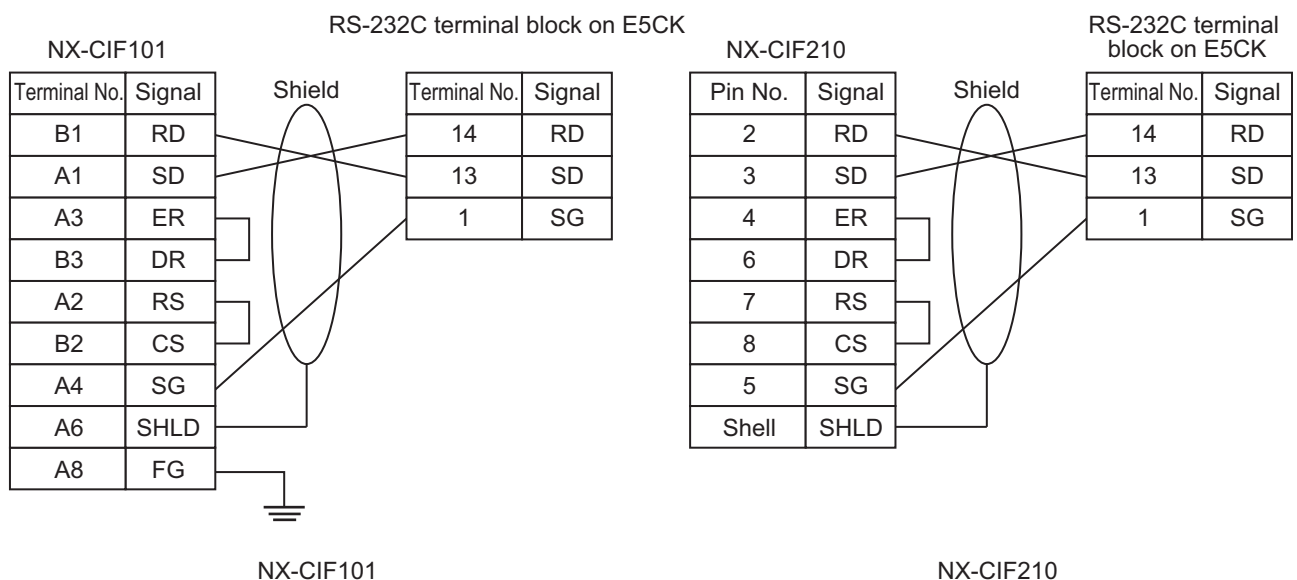 NX-CIF101
RS-232C terminal block on E5CK
Terminal No. Signal
B1 RD
A1 SD
A3 ER
B3 DR
A2 RS
B2 CS
A4 SG
A6 SHLD
A8 FG
Shield
Terminal No. Signal
14 RD
13 SD
1 SG
NX-CIF210
RS-232C terminal
block on E5CK
Pin No. Signal
2 RD
3 SD
4 ER
6 DR
7 RS
8 CS
5 SG
Shell SHLD
Shield
Terminal No. Signal
14 RD
13 SD
1 SG
NX-CIF101
NX-CIF210